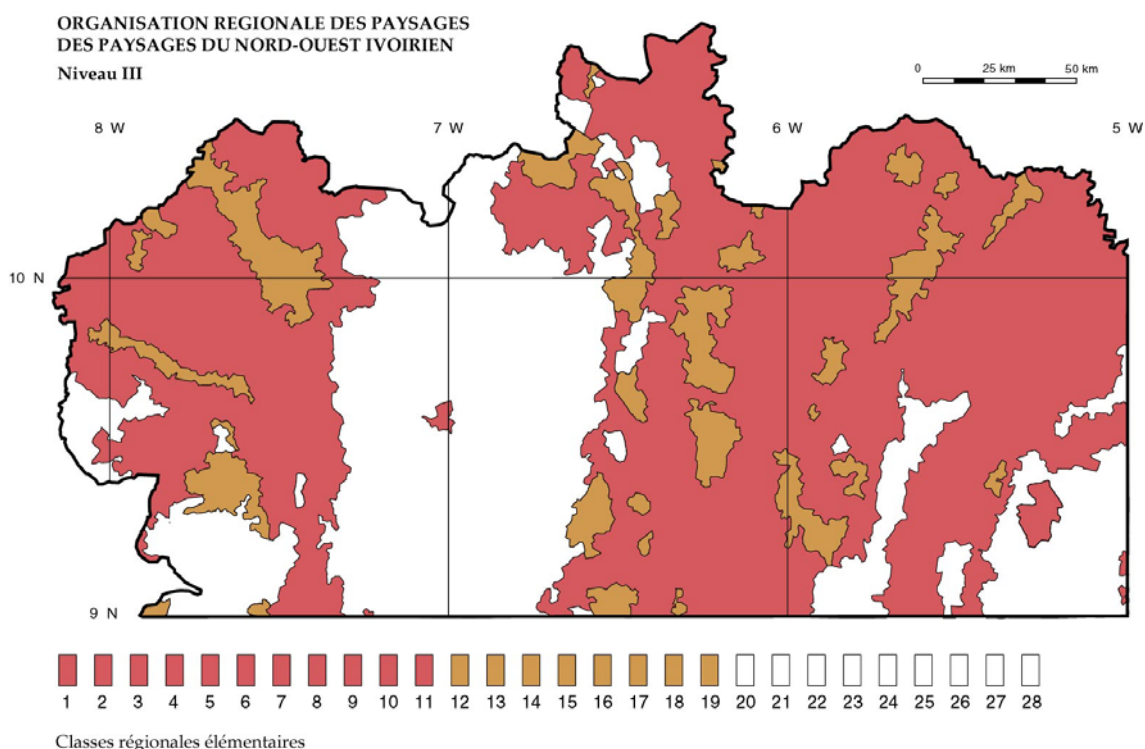 ORGANISATION REGIONALE DES PAYSAGES
DES PAYSAGES DU NORD-OUEST IVOIRIEN
Niveau III
0 25 km 50 km
8 W 7 W 6 W 5 W
10 N
9 N
1 2 3 4 5 6 7 8 9 10 11 12 13 14 15 16 17 18 19 20 21 22 23 24 25 26 27 28
Classes régionales élémentaires